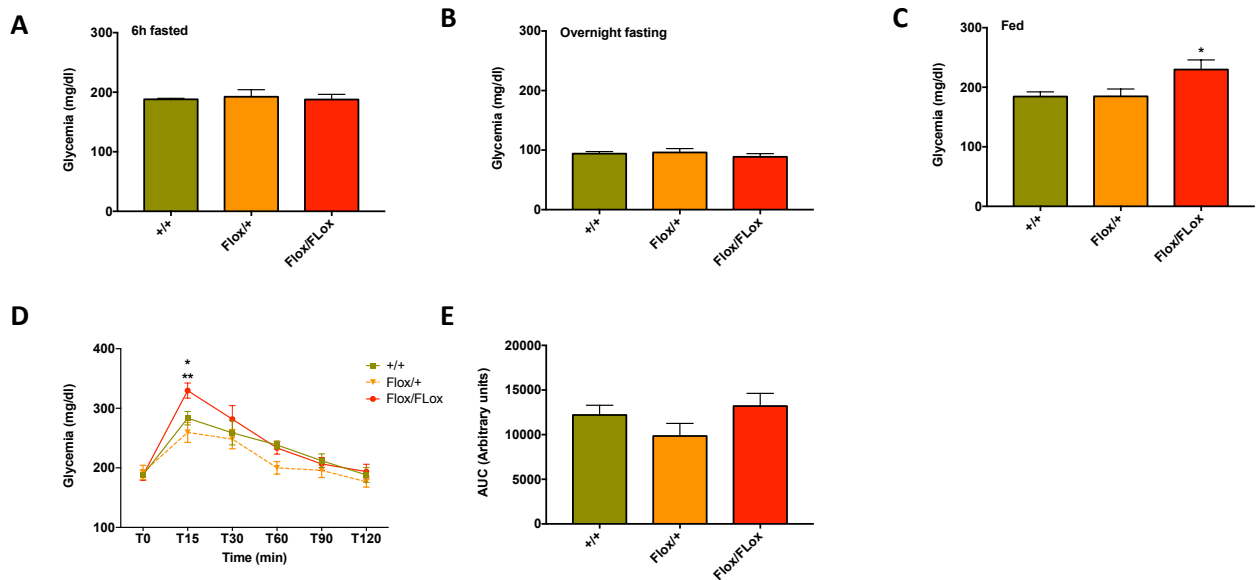 A
6h fasted
Glycemia (mg/dl)
300
200
100
0
+/+
Flox/+
Flox/FLox
B
Overnight fasting
Glycemia (mg/dl)
300
200
100
0
+/+
Flox/+
Flox/FLox
C
Fed
Glycemia (mg/dl)
300
200
100
0
*
+/+
Flox/+
Flox/FLox
D
Glycemia (mg/dl)
400
300
200
100
*
**
+/+
Flox/+
Flox/FLox
T0 T15 T30 T60 T90 T120
Time (min)
E
AUC (Arbitrary units)
20000
15000
10000
5000
0
+/+
Flox/+
Flox/FLox